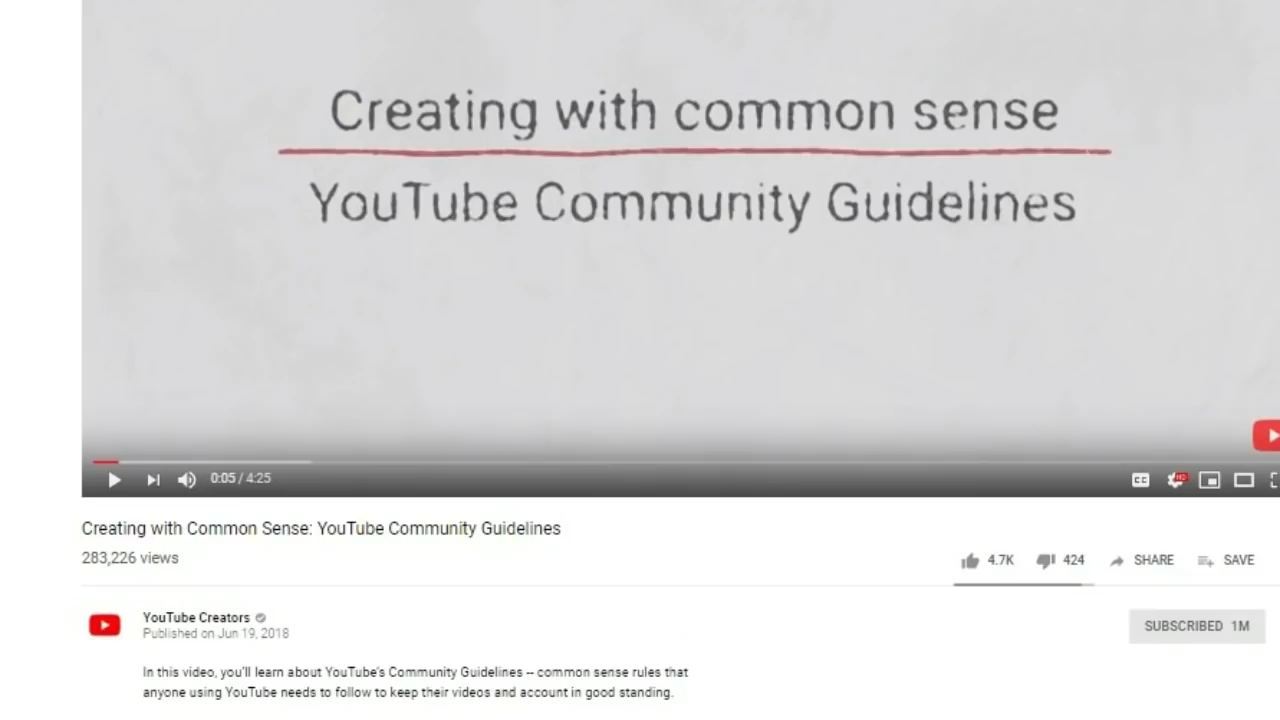 Creating with common sense
YouTube Community Guidelines
0:05 / 4:25
CC
HD
Creating with Common Sense: YouTube Community Guidelines
283,226 views
4.7K 424 SHARE SAVE
YouTube Creators
Published on Jun 19, 2018
SUBSCRIBED 1M
In this video, you'll learn about YouTube's Community Guidelines -- common sense rules that
anyone using YouTube needs to follow to keep their videos and account in good standing.